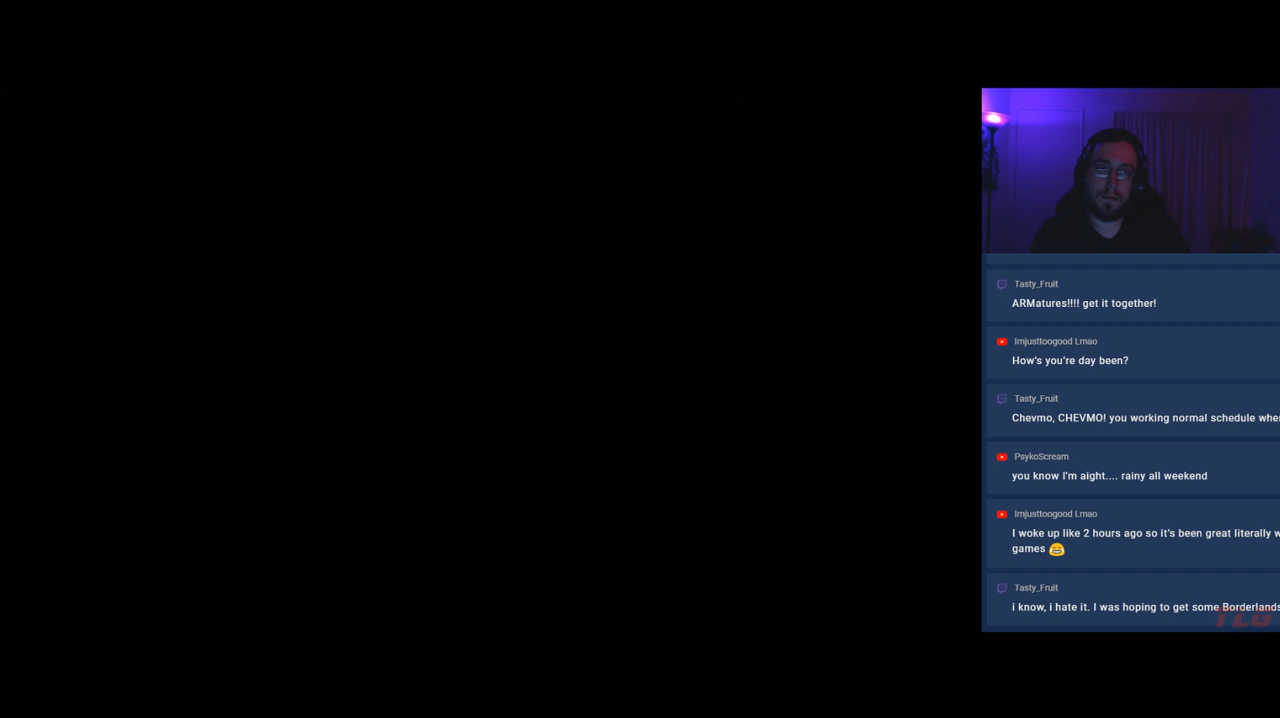 Tasty_Fruit
ARMatures!!!! get it together!
Imjusttoogood Lmao
How's you're day been?
Tasty_Fruit
Chevmo, CHEVMO! you working normal schedule
PsykoScream
you know I'm aight.... rainy all weekend
Imjusttoogood Lmao
I woke up like 2 hours ago so it's been great literally
games 😂
Tasty_Fruit
i know, i hate it. I was hoping to get some Borderlands
TLG